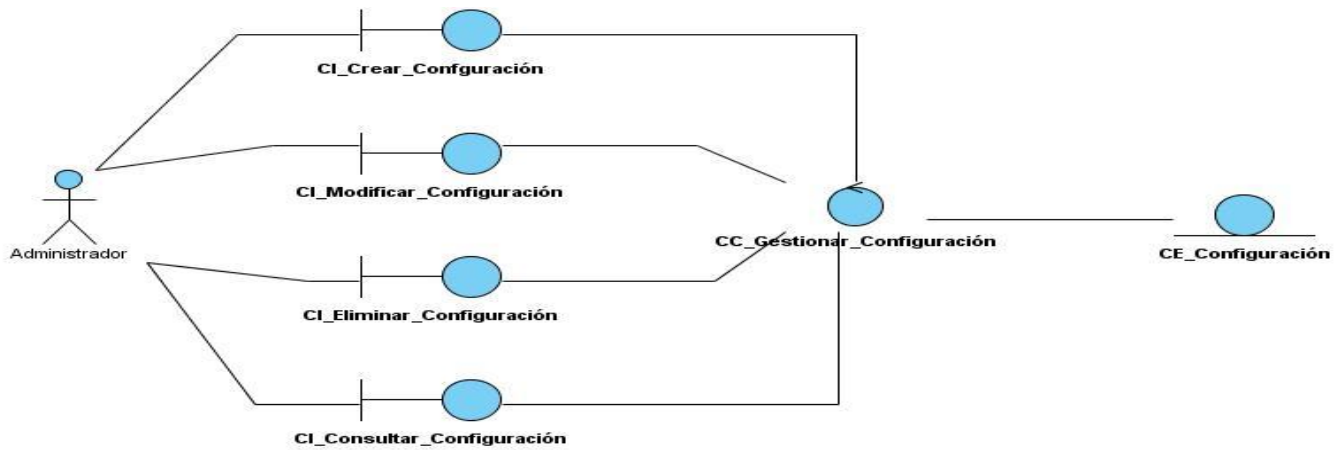 CI_Crear_Confguración
CI_Modificar_Configuración
Administrador
CC_Gestionar_Configuración
CE_Configuración
CI_Eliminar_Configuración
CI_Consultar_Configuración